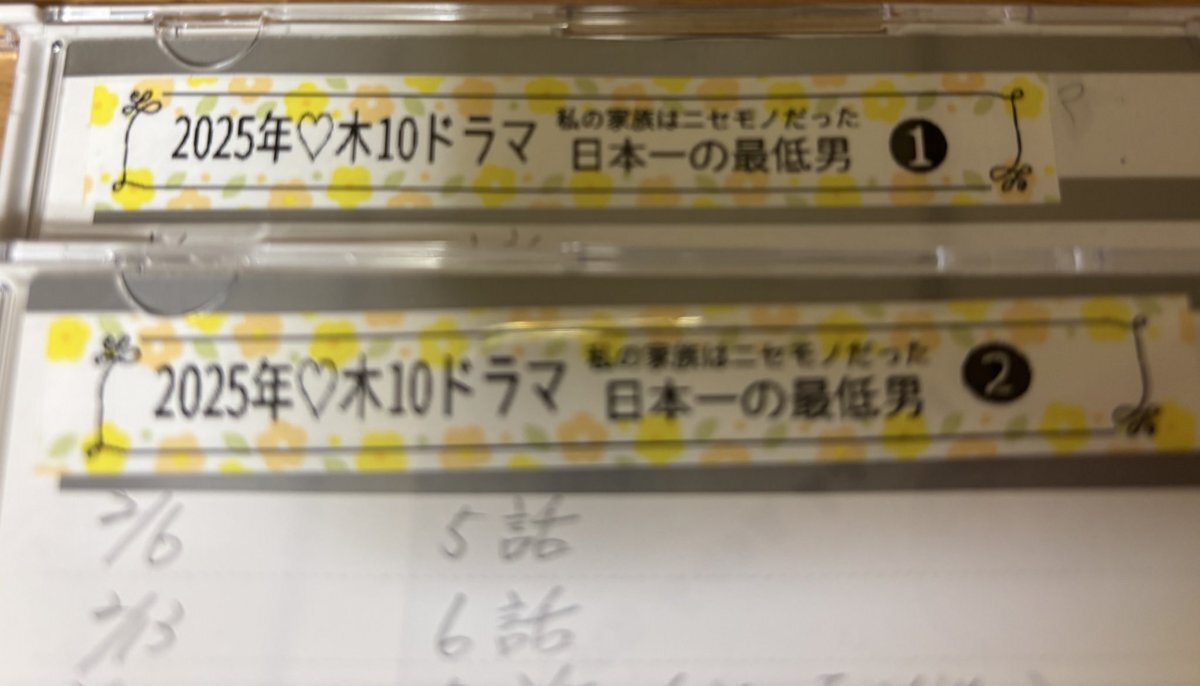 2025年♡木10ドラマ 私の家族はニセモノだった
日本一の最低男 ❶
2025年♡木10ドラマ 私の家族はニセモノだった
日本一の最低男 ❷
2/6 5話
2/13 6話